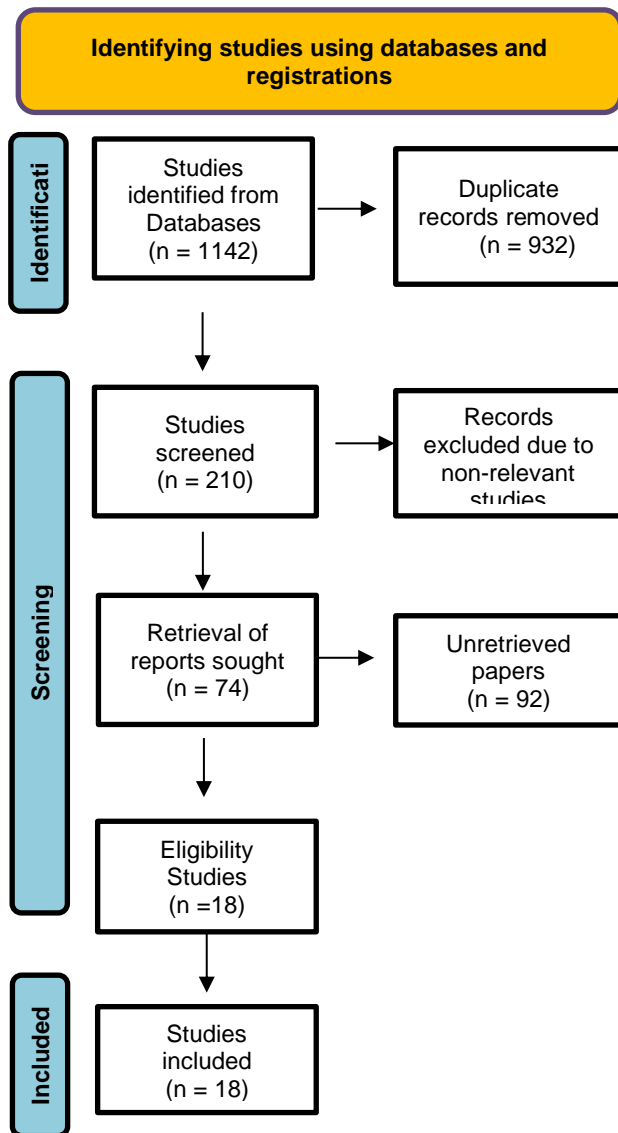 Identifying studies using databases and
registrations
Identificati
Studies
identified from
Databases
(n = 1142)
Duplicate
records removed
(n = 932)
Screening
Studies
screened
(n = 210)
Records
excluded due to
non-relevant
studies
Retrieval of
reports sought
(n = 74)
Unretrieved
papers
(n = 92)
Eligibility
Studies
(n =18)
Included
Studies
included
(n = 18)